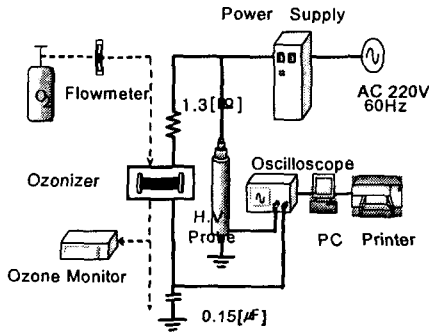 Power Supply
O2
Flowmeter
AC 220V
60Hz
1.3[㏀]
Oscilloscope
Ozonizer
H.V
Probe
PC Printer
Ozone Monitor
0.15[μF]